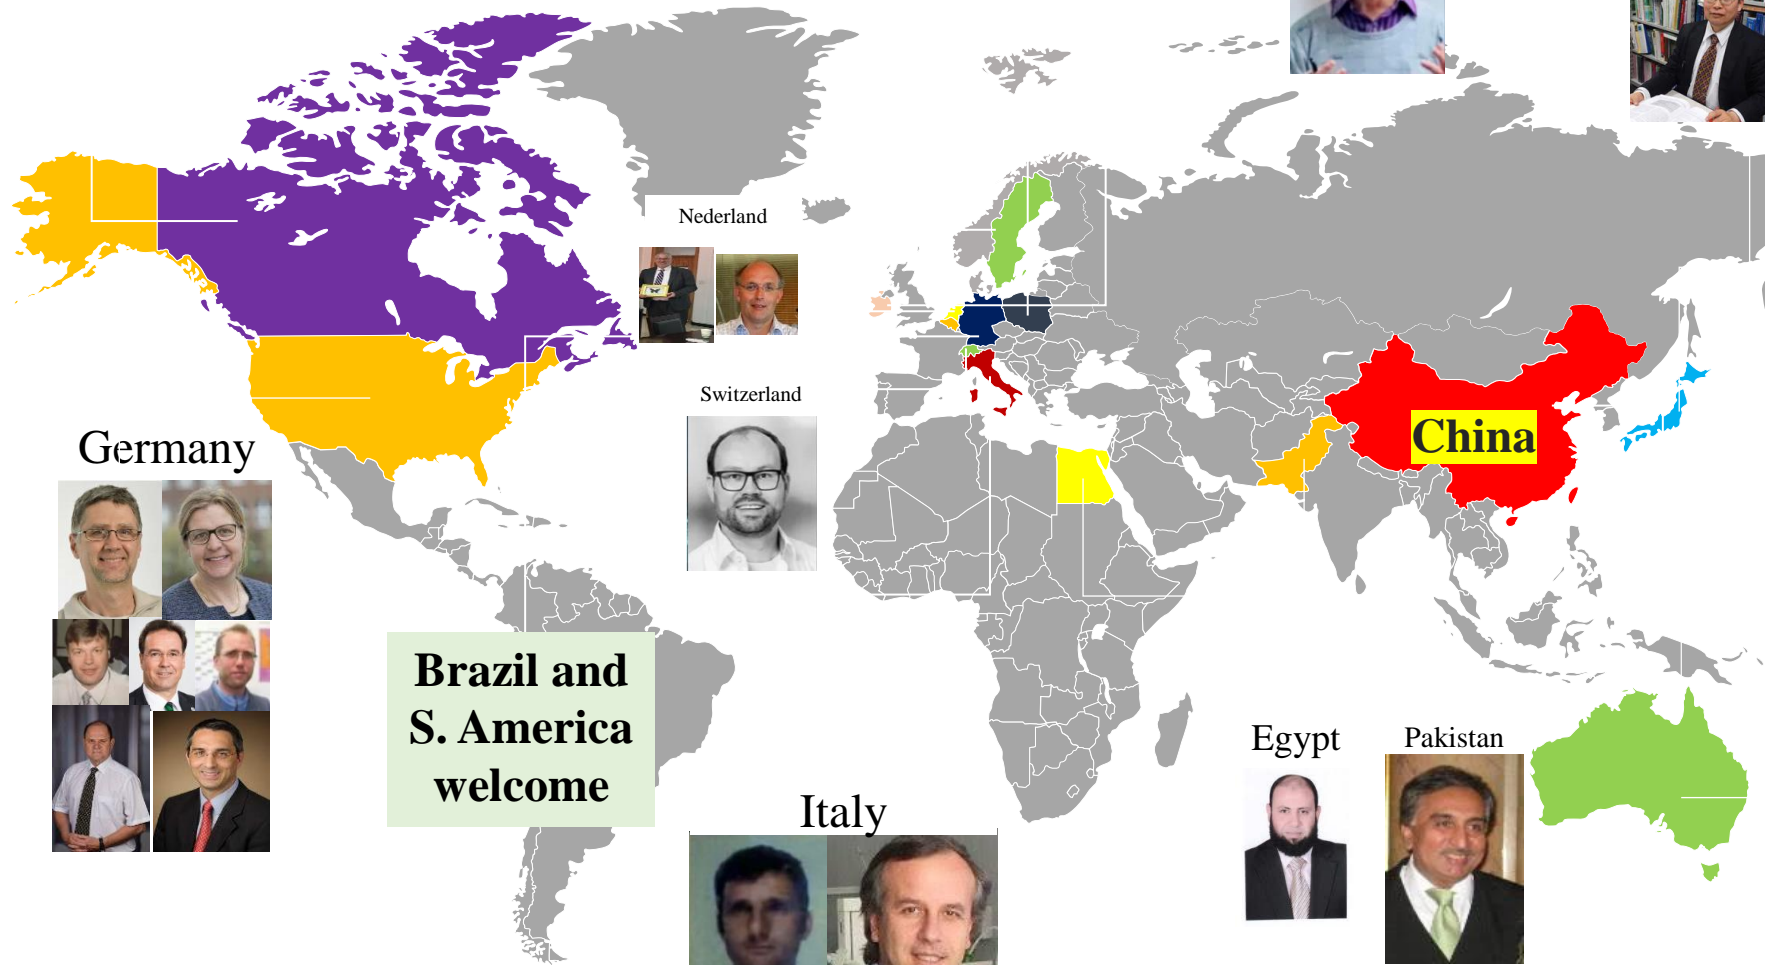 Nederland
Switzerland
Germany
China
Brazil and
S. America
welcome
Egypt
Pakistan
Italy